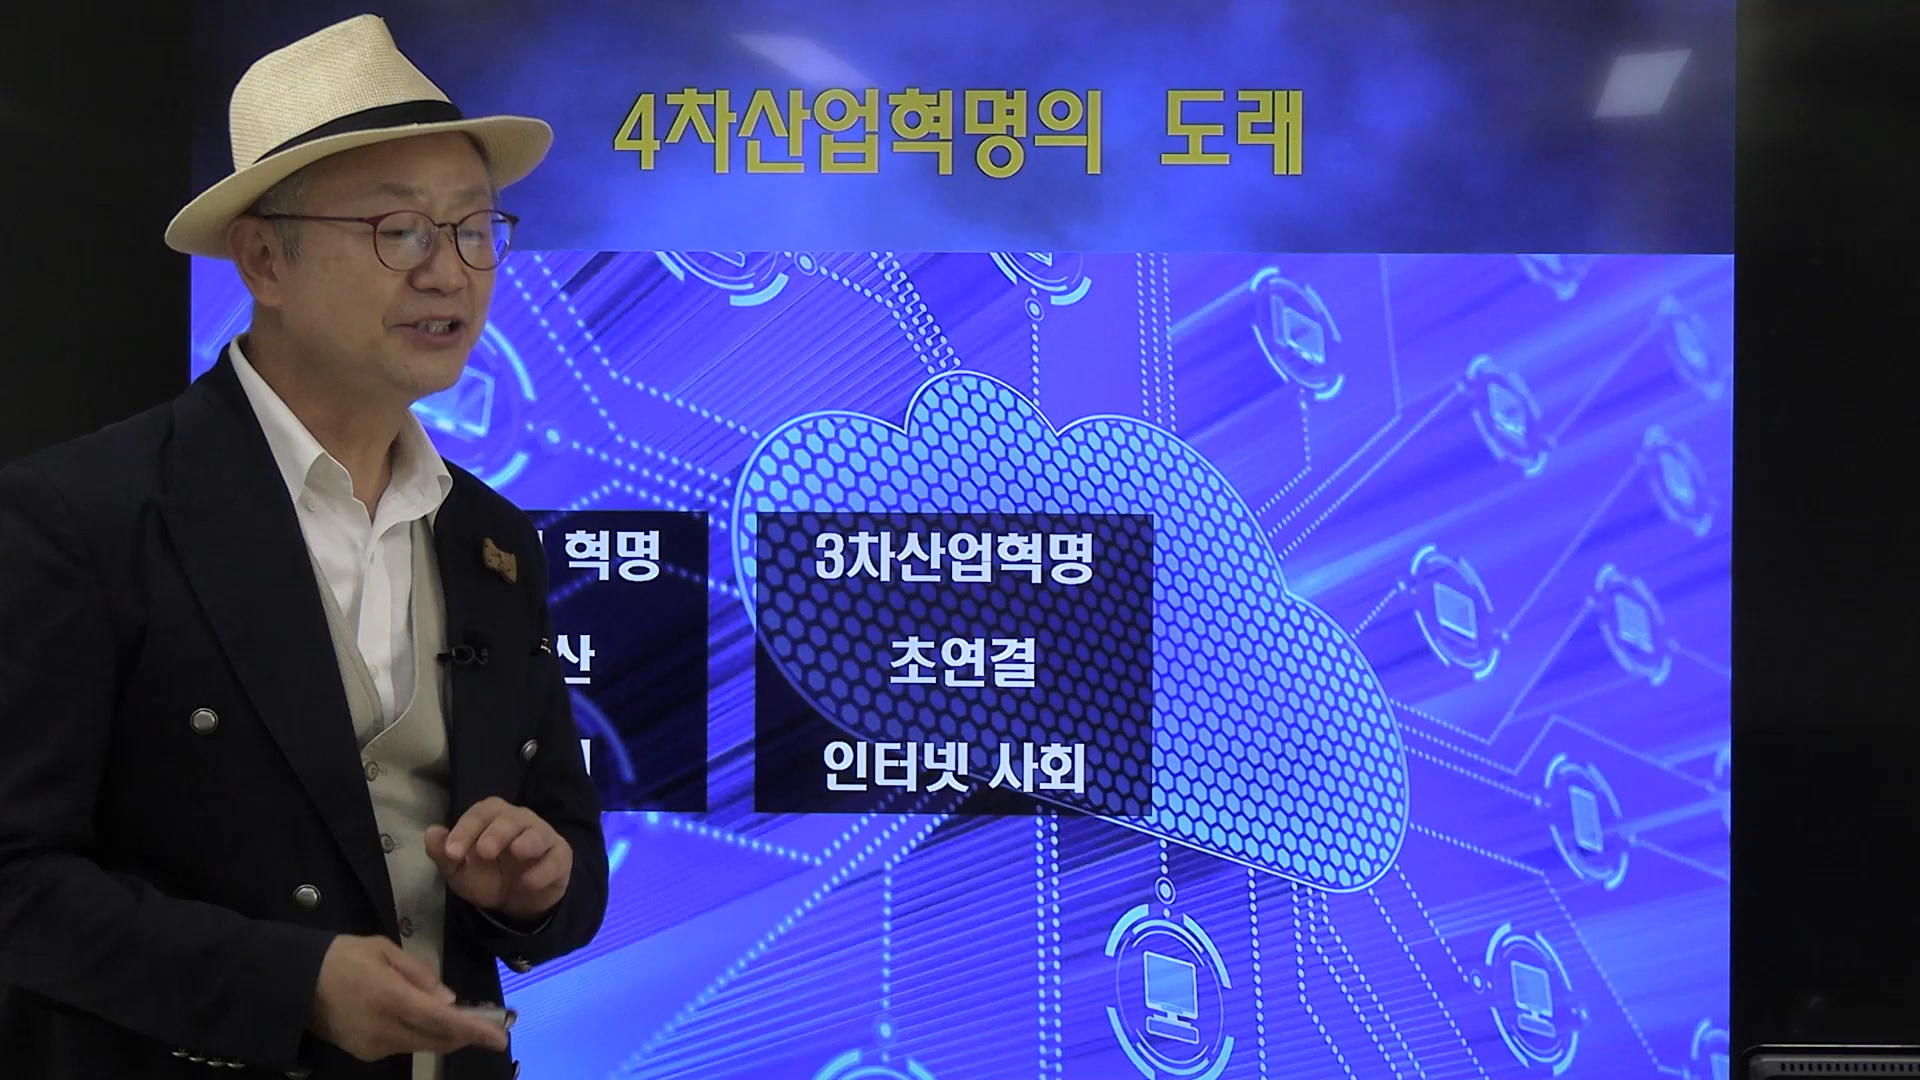 4차산업혁명의 도래
혁명
산
3차산업혁명
초연결
인터넷 사회